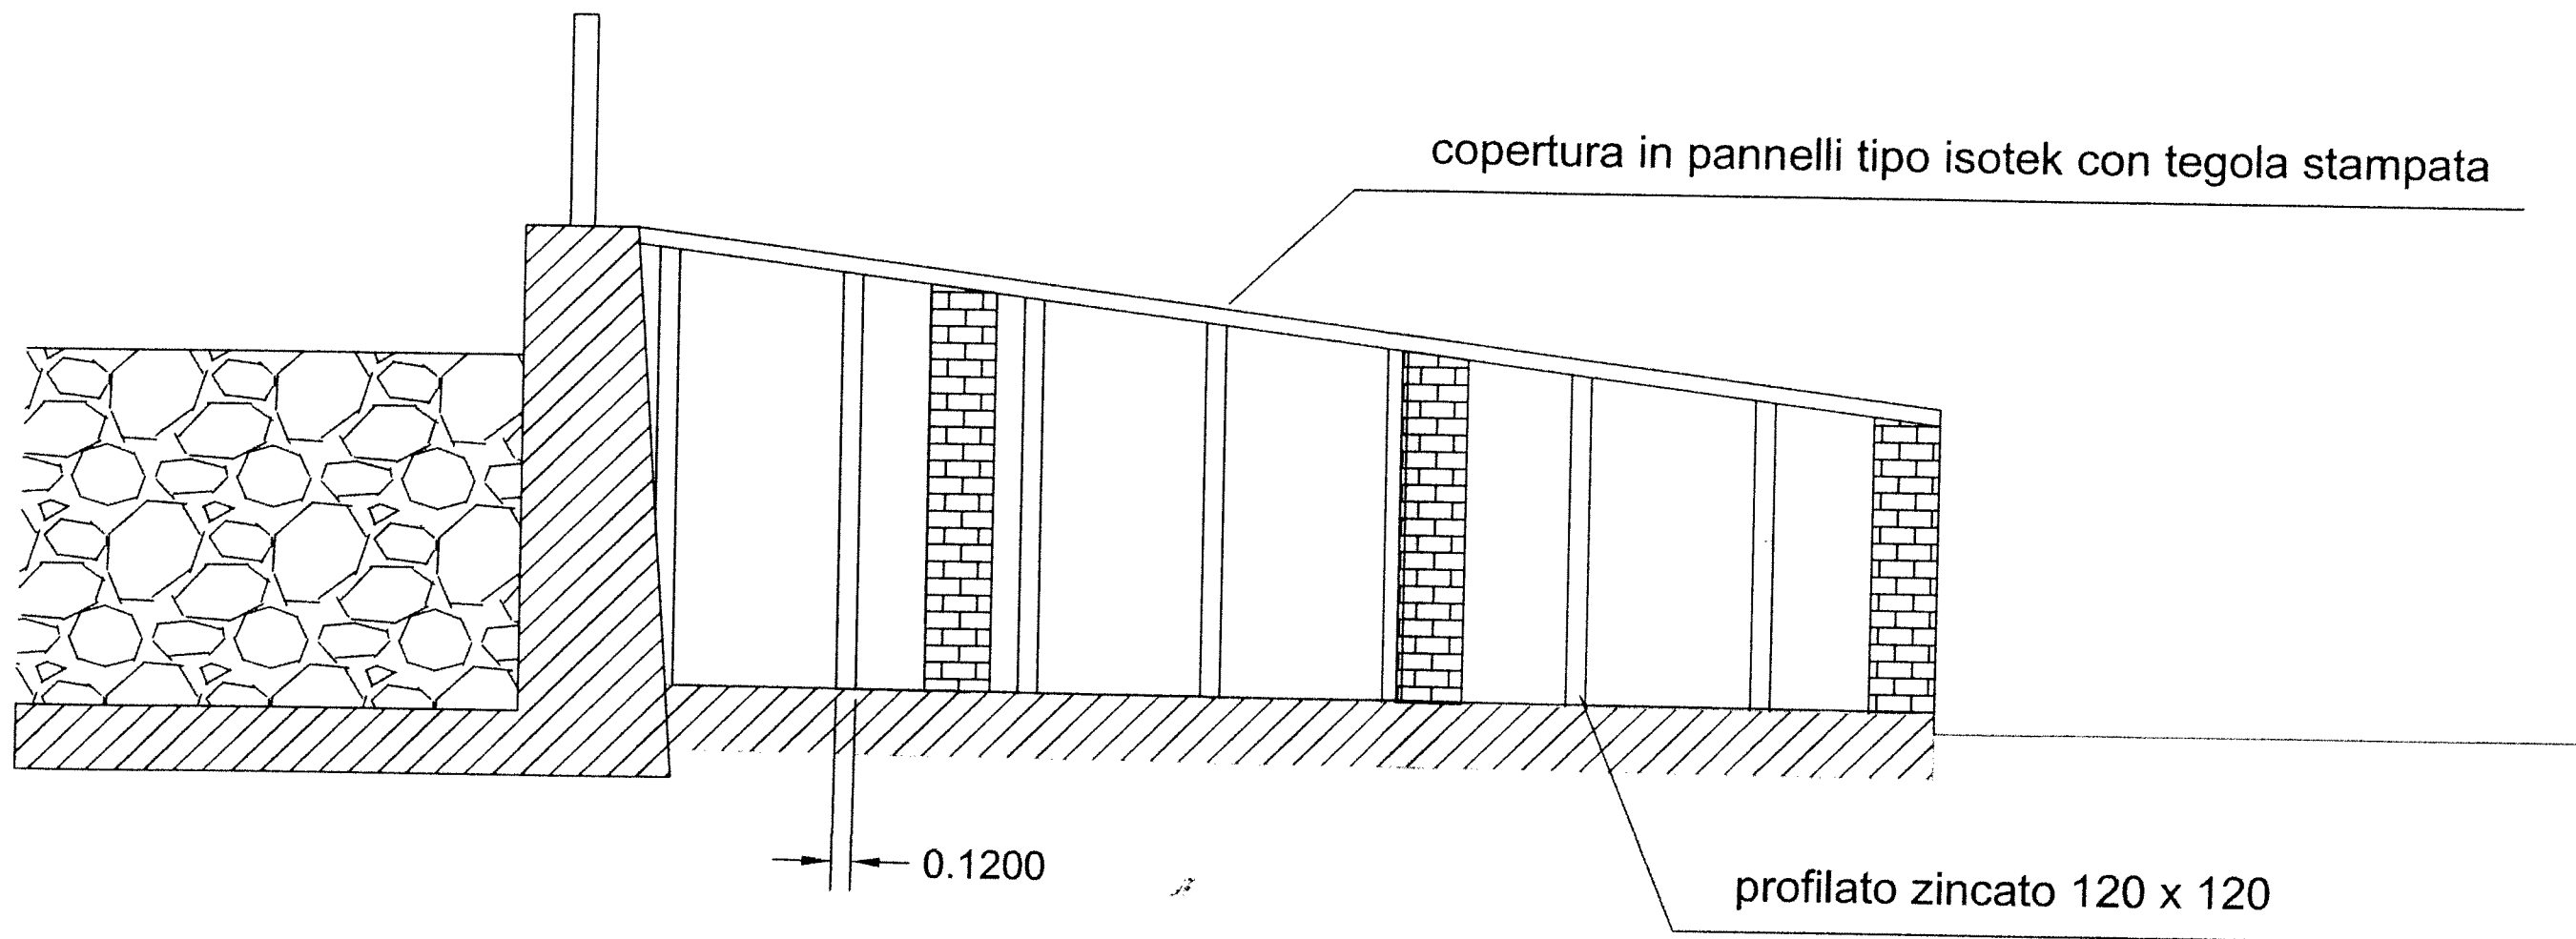 copertura in pannelli tipo isotek con tegola stampata
0.1200
profilato zincato 120 x 120